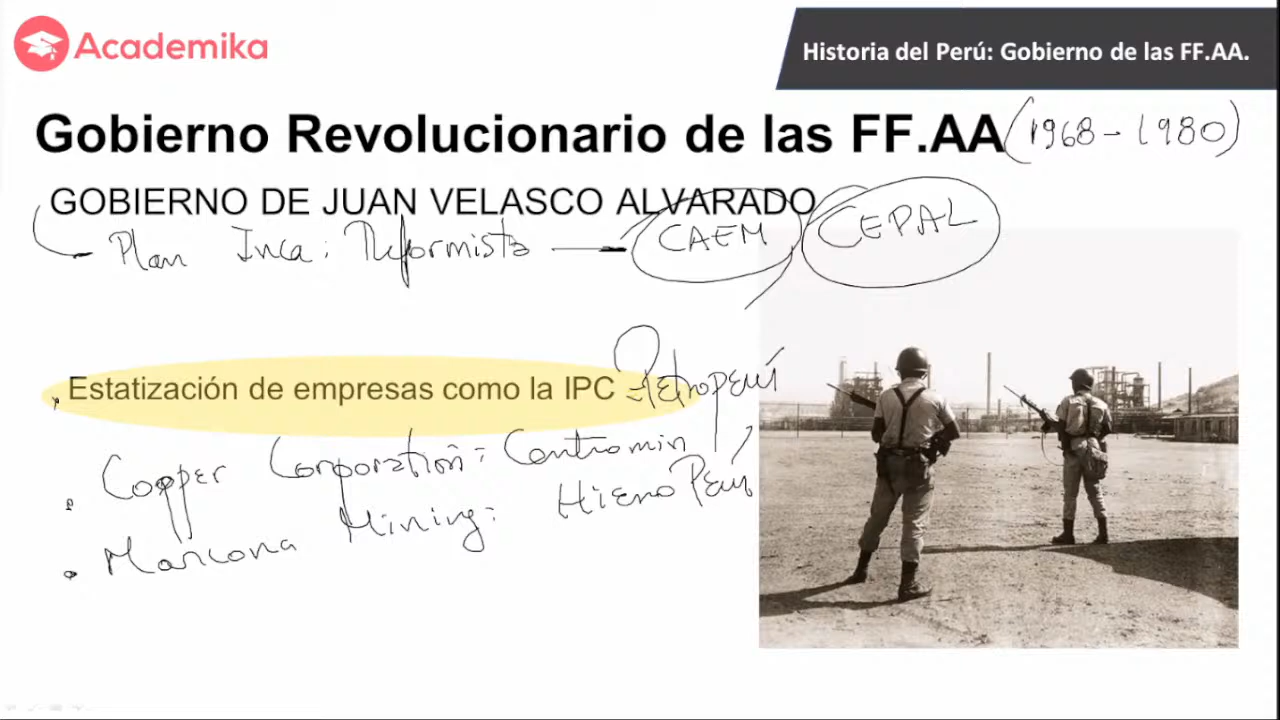 Academika
Historia del Perú: Gobierno de las FF.AA.
Gobierno Revolucionario de las FF.AA (1968-1980)
GOBIERNO DE JUAN VELASCO ALVARADO
Plan Inca: Reformista — CAEM CEPAL
Estatización de empresas como la IPC = Petroperú
Copper Corporation: Centromin
Marcona Mining: HierroPerú